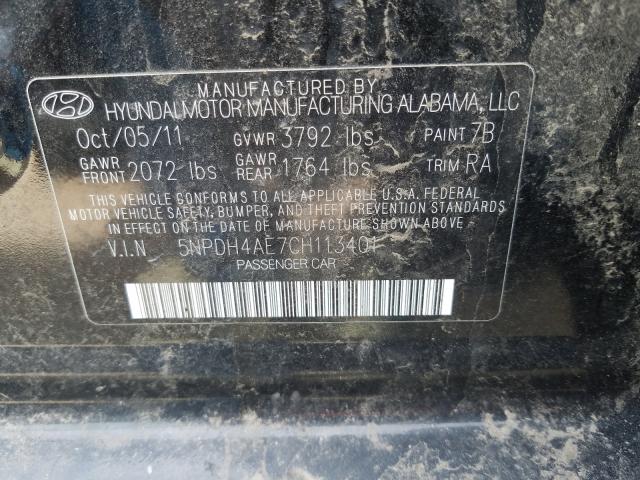 MANUFACTURED BY
HYUNDAI MOTOR MANUFACTURING ALABAMA, LLC
Oct/05/11 GVWR 3792 lbs PAINT 7B
GAWR FRONT 2072 lbs GAWR REAR 1764 lbs TRIM RA
THIS VEHICLE CONFORMS TO ALL APPLICABLE U.S.A. FEDERAL
MOTOR VEHICLE SAFETY, BUMPER, AND THEFT PREVENTION STANDARDS
IN EFFECT ON THE DATE OF MANUFACTURE SHOWN ABOVE
V.I.N 5NPDH4AE7CH113401
PASSENGER CAR